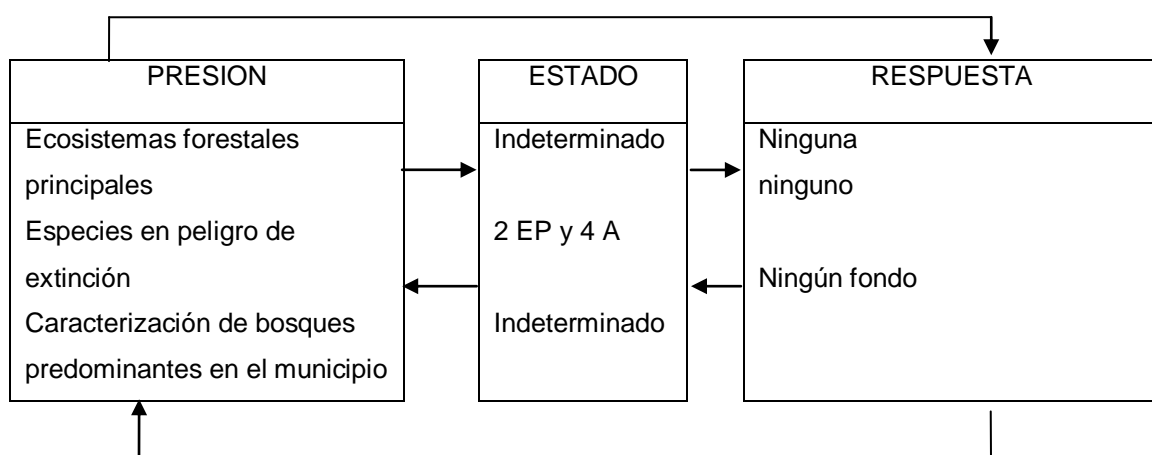 PRESION
Ecosistemas forestales
principales
Especies en peligro de
extinción
Caracterización de bosques
predominantes en el municipio
ESTADO
Indeterminado
2 EP y 4 A
Indeterminado
RESPUESTA
Ninguna
ninguno
Ningún fondo